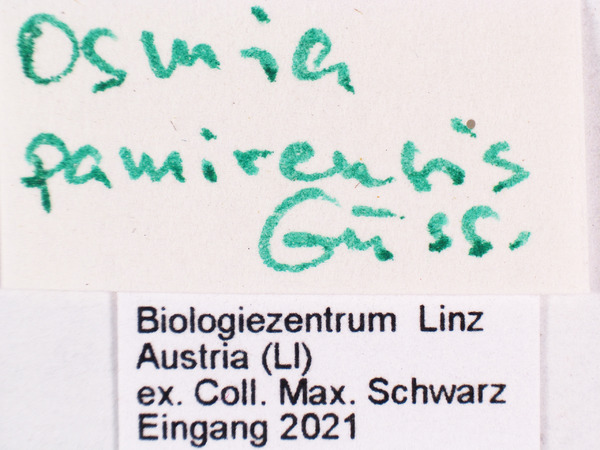 Osmia
pamirensis
Güss.
Biologiezentrum Linz
Austria (LI)
ex. Coll. Max. Schwarz
Eingang 2021